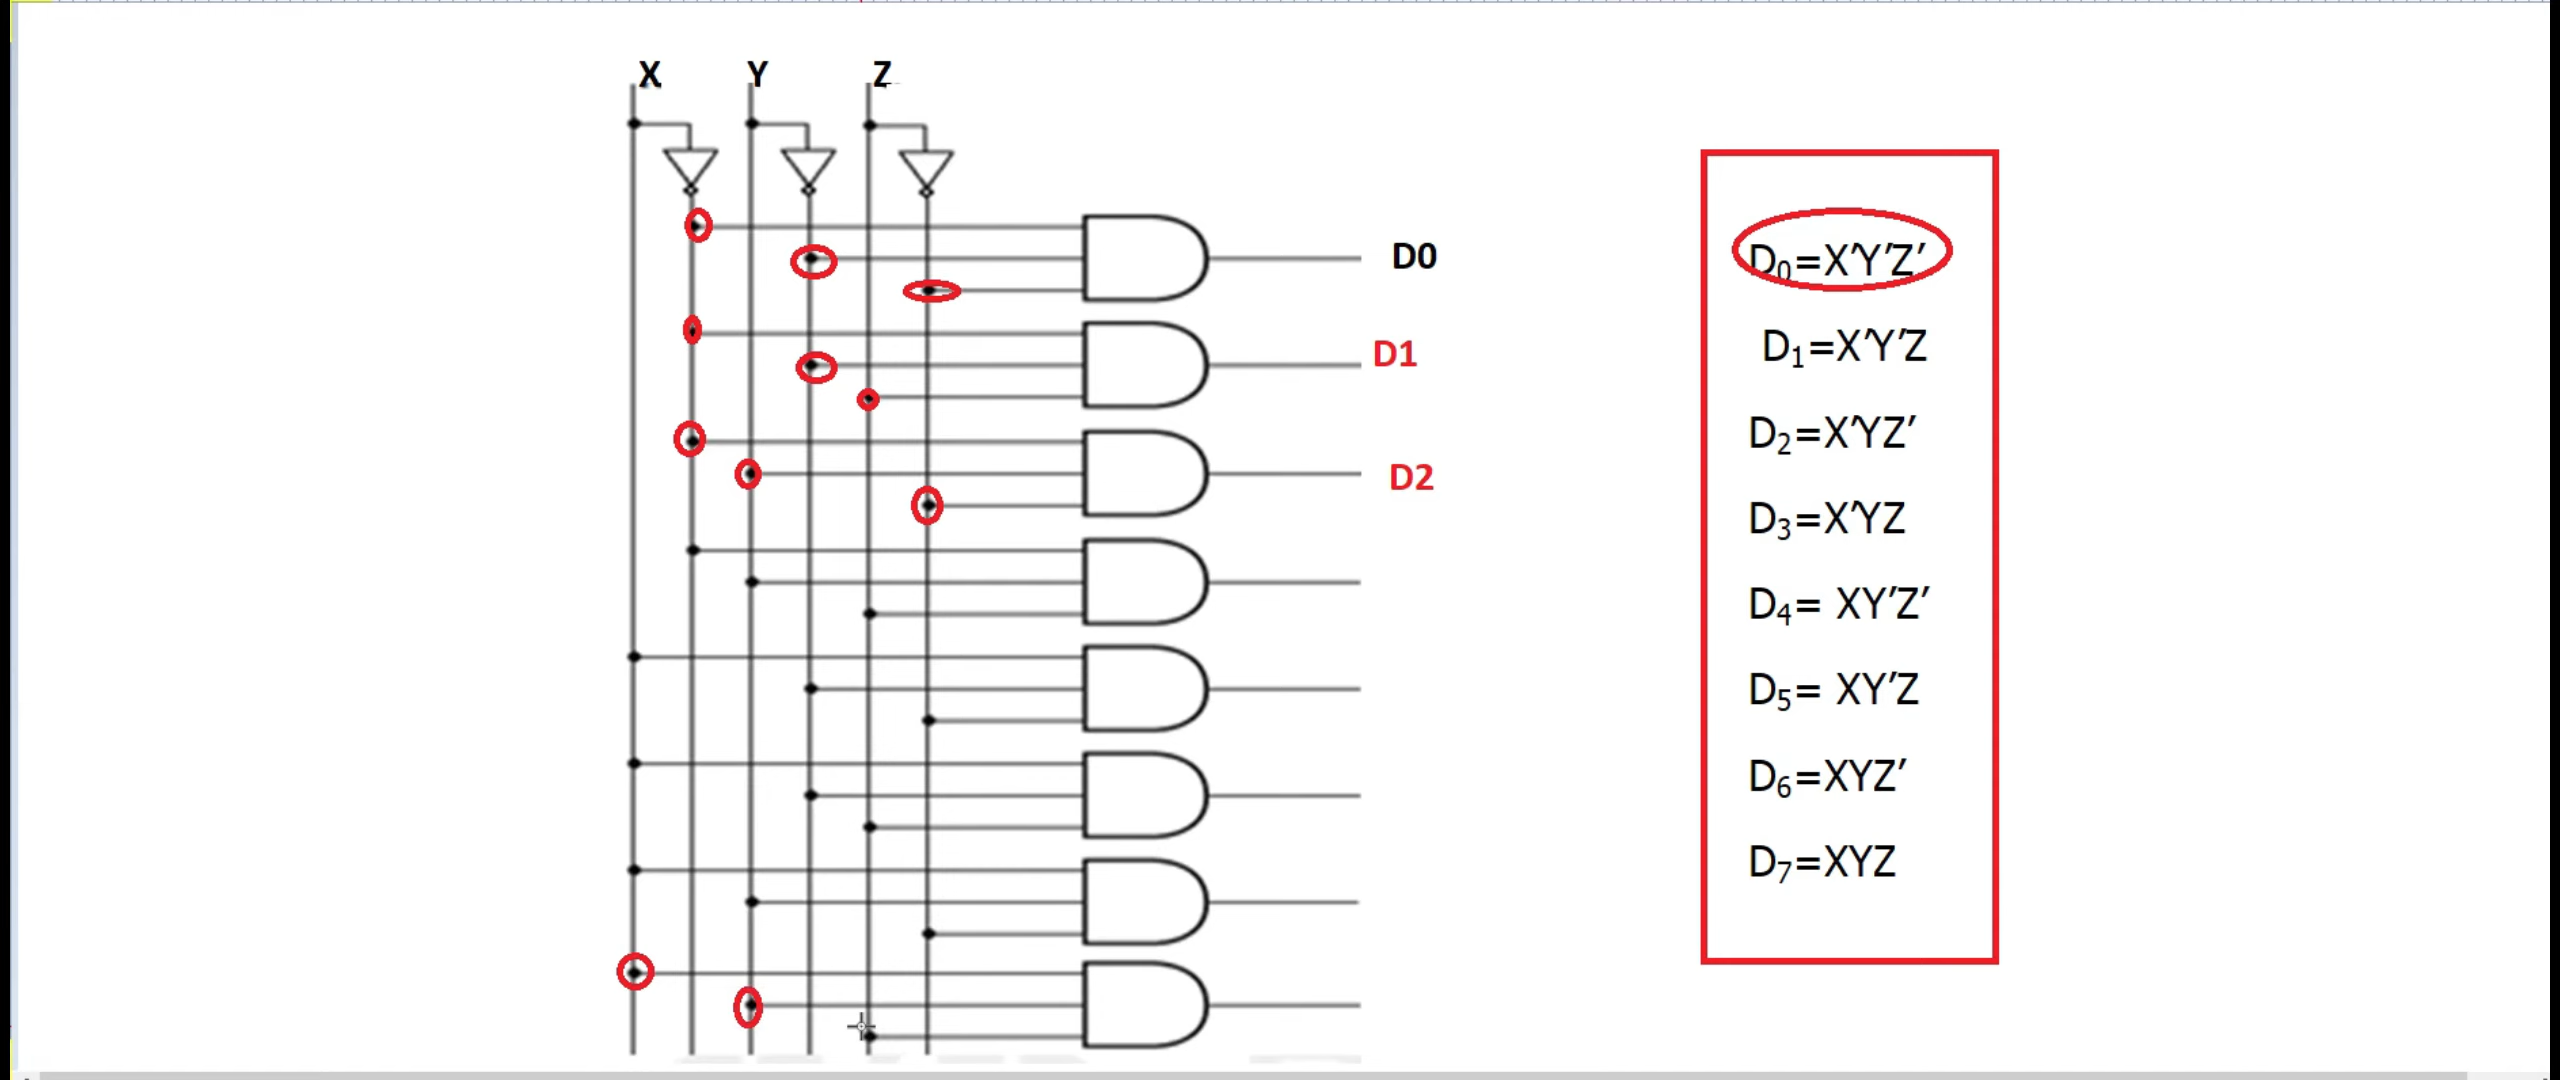 X Y Z
D0
D1
D2
D₀=X′Y′Z′
D₁=X′Y′Z
D₂=X′YZ′
D₃=X′YZ
D₄= XY′Z′
D₅= XY′Z
D₆=XYZ′
D₇=XYZ